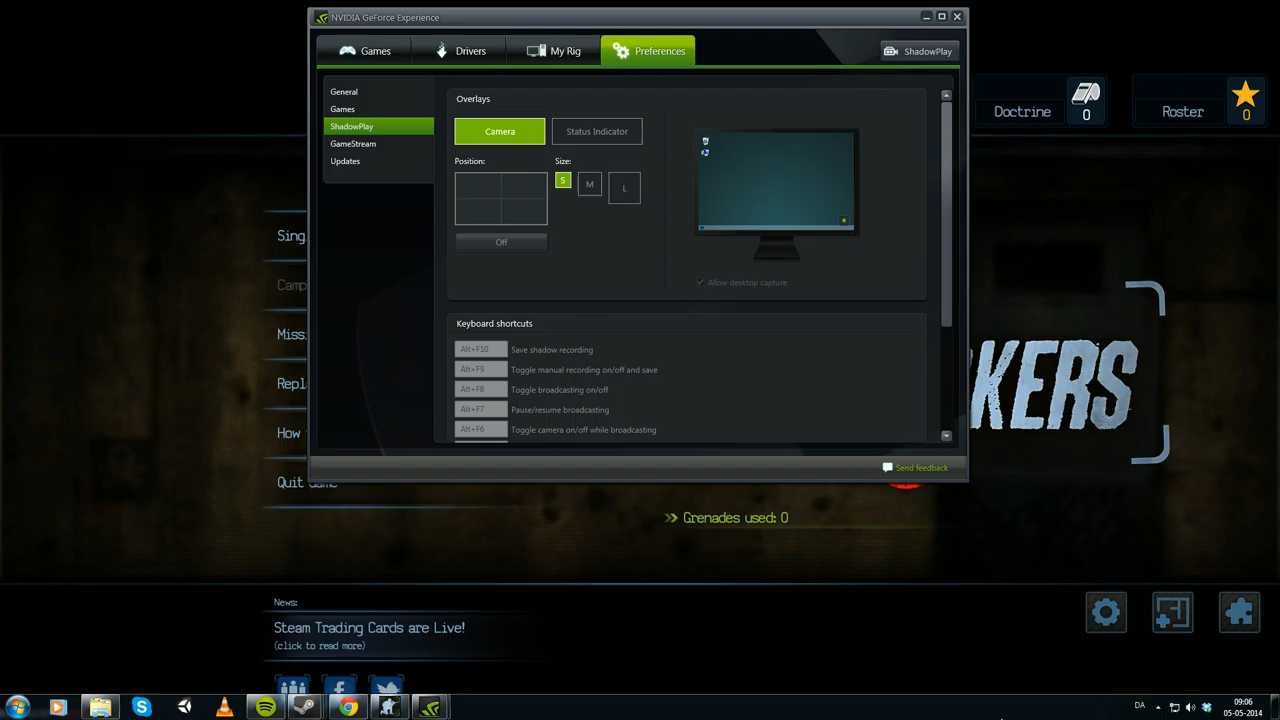 NVIDIA GeForce Experience
Games
Drivers
My Rig
Preferences
ShadowPlay
General
Games
ShadowPlay
GameStream
Updates
Overlays
Camera
Status Indicator
Position:
Size:
S
M
L
Off
Allow desktop capture
Keyboard shortcuts
Alt+F10 Save shadow recording
Alt+F9 Toggle manual recording on/off and save
Alt+F8 Toggle broadcasting on/off
Alt+F7 Pause/resume broadcasting
Alt+F6 Toggle camera on/off while broadcasting
Send feedback
Doctrine
0
Roster
0
Sing
Camp
Missi
Repla
How
Quit Game
KERS
Grenades used: 0
News:
Steam Trading Cards are Live!
(click to read more)
DA
09:06
05-05-2014